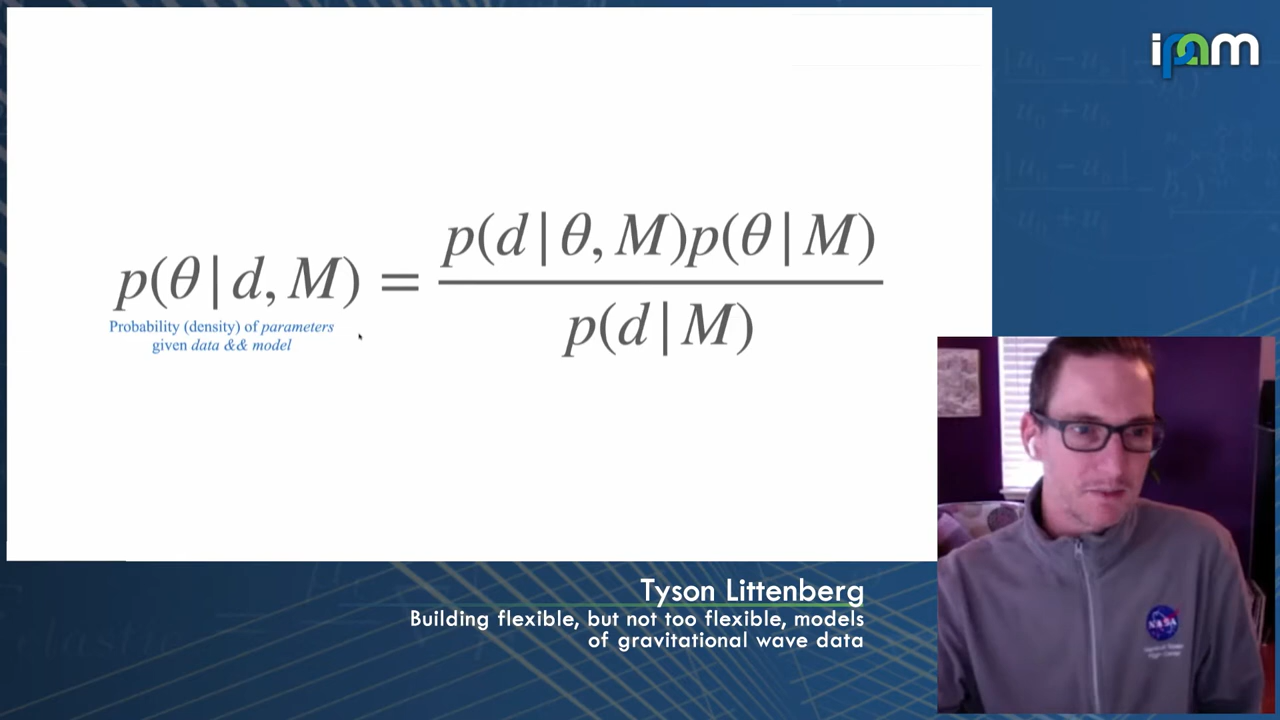 ipam
p(θ|d, M) = p(d|θ, M)p(θ|M) / p(d|M)
Probability (density) of parameters
given data && model
Tyson Littenberg
Building flexible, but not too flexible, models
of gravitational wave data
NASA